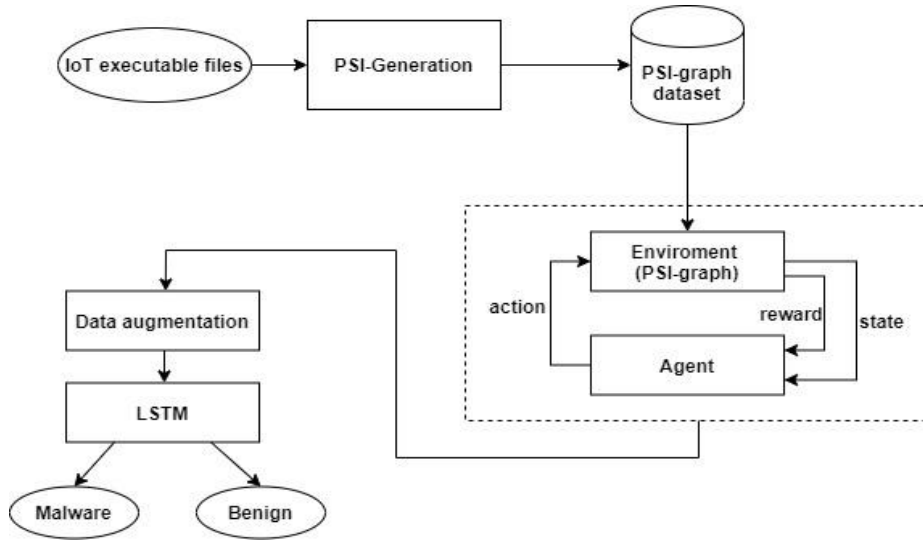 IoT executable files
PSI-Generation
PSI-graph
dataset
Enviroment
(PSI-graph)
action
reward
state
Agent
Data augmentation
LSTM
Malware
Benign